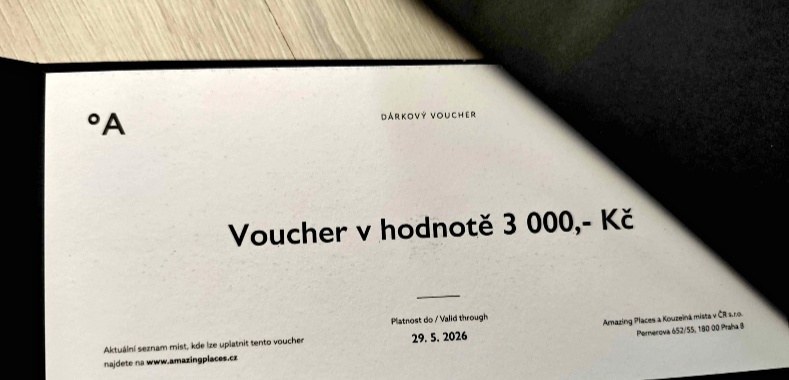 °A
DÁRKOVÝ VOUCHER
Voucher v hodnotě 3 000,- Kč
Platnost do / Valid through
29. 5. 2026
Aktuální seznam míst, kde lze uplatnit tento voucher
najdete na www.amazingplaces.cz
Amazing Places a Kouzelná místa v ČR s.r.o.
Pernerova 652/55, 180 00 Praha 8